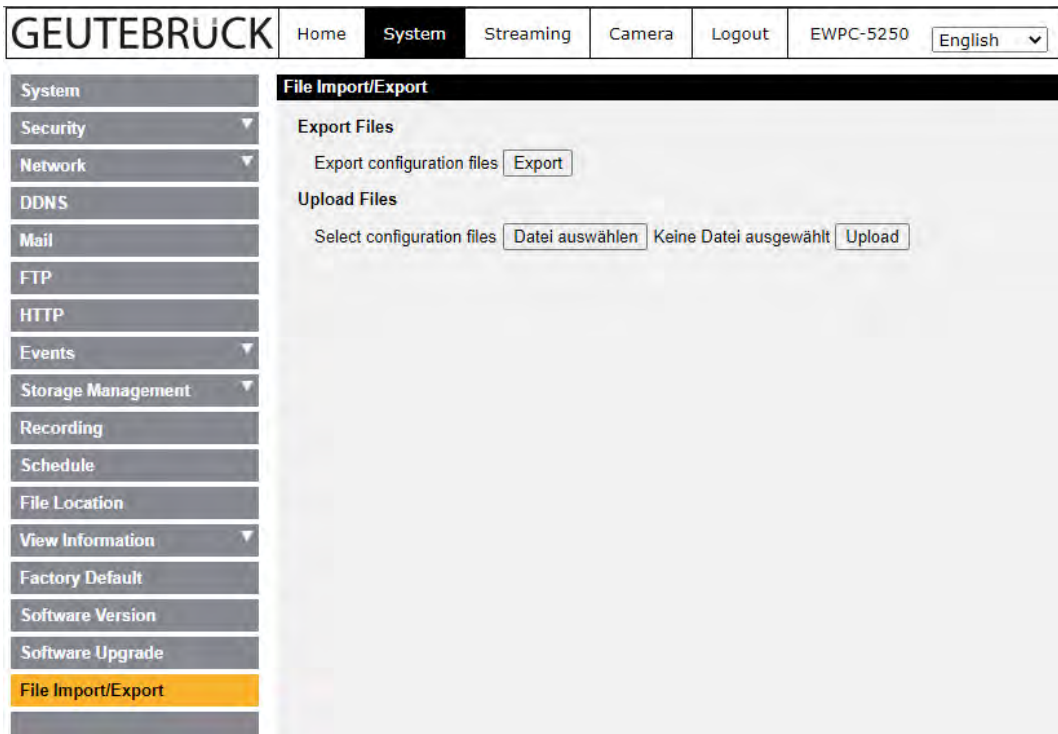 GEUTEBRÜCK Home System Streaming Camera Logout EWPC-5250 English
System
Security
Network
DDNS
Mail
FTP
HTTP
Events
Storage Management
Recording
Schedule
File Location
View Information
Factory Default
Software Version
Software Upgrade
File Import/Export
File Import/Export
Export Files
Export configuration files Export
Upload Files
Select configuration files Datei auswählen Keine Datei ausgewählt Upload